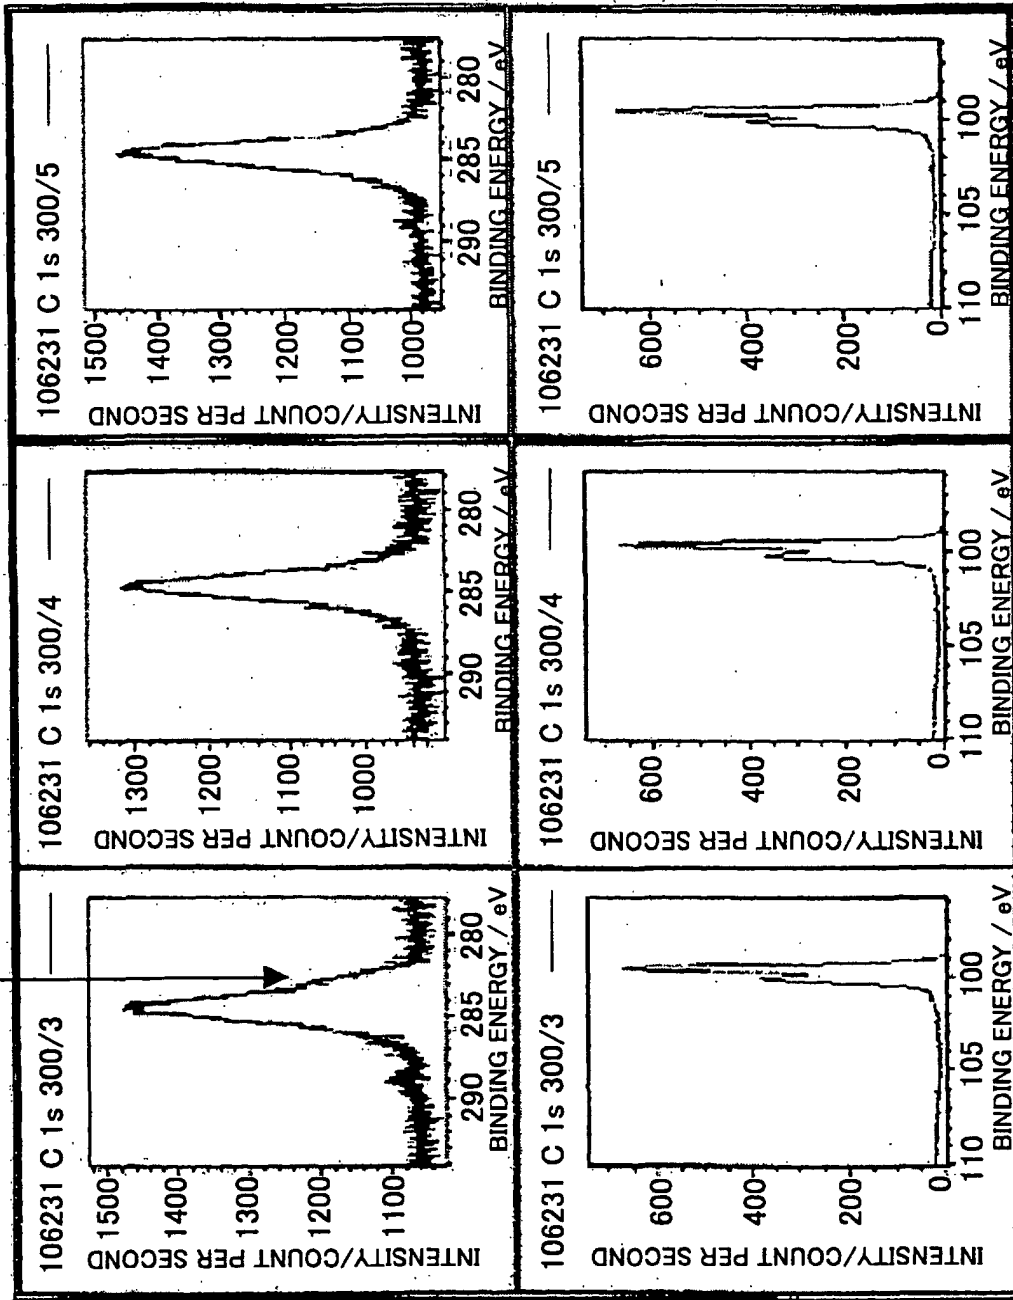 106231 C 1s 300/3
INTENSITY/COUNT PER SECOND
1500
1400
1300
1200
1100
290
285
280
BINDING ENERGY / eV
106231 C 1s 300/4
INTENSITY/COUNT PER SECOND
1300
1200
1100
1000
290
285
280
BINDING ENERGY / eV
106231 C 1s 300/5
INTENSITY/COUNT PER SECOND
1500
1400
1300
1200
1100
1000
290
285
280
BINDING ENERGY / eV
106231 C 1s 300/3
INTENSITY/COUNT PER SECOND
600
400
200
0
110
105
100
BINDING ENERGY / eV
106231 C 1s 300/4
INTENSITY/COUNT PER SECOND
600
400
200
0
110
105
100
BINDING ENERGY / eV
106231 C 1s 300/5
INTENSITY/COUNT PER SECOND
600
400
200
0
110
105
100
BINDING ENERGY / eV